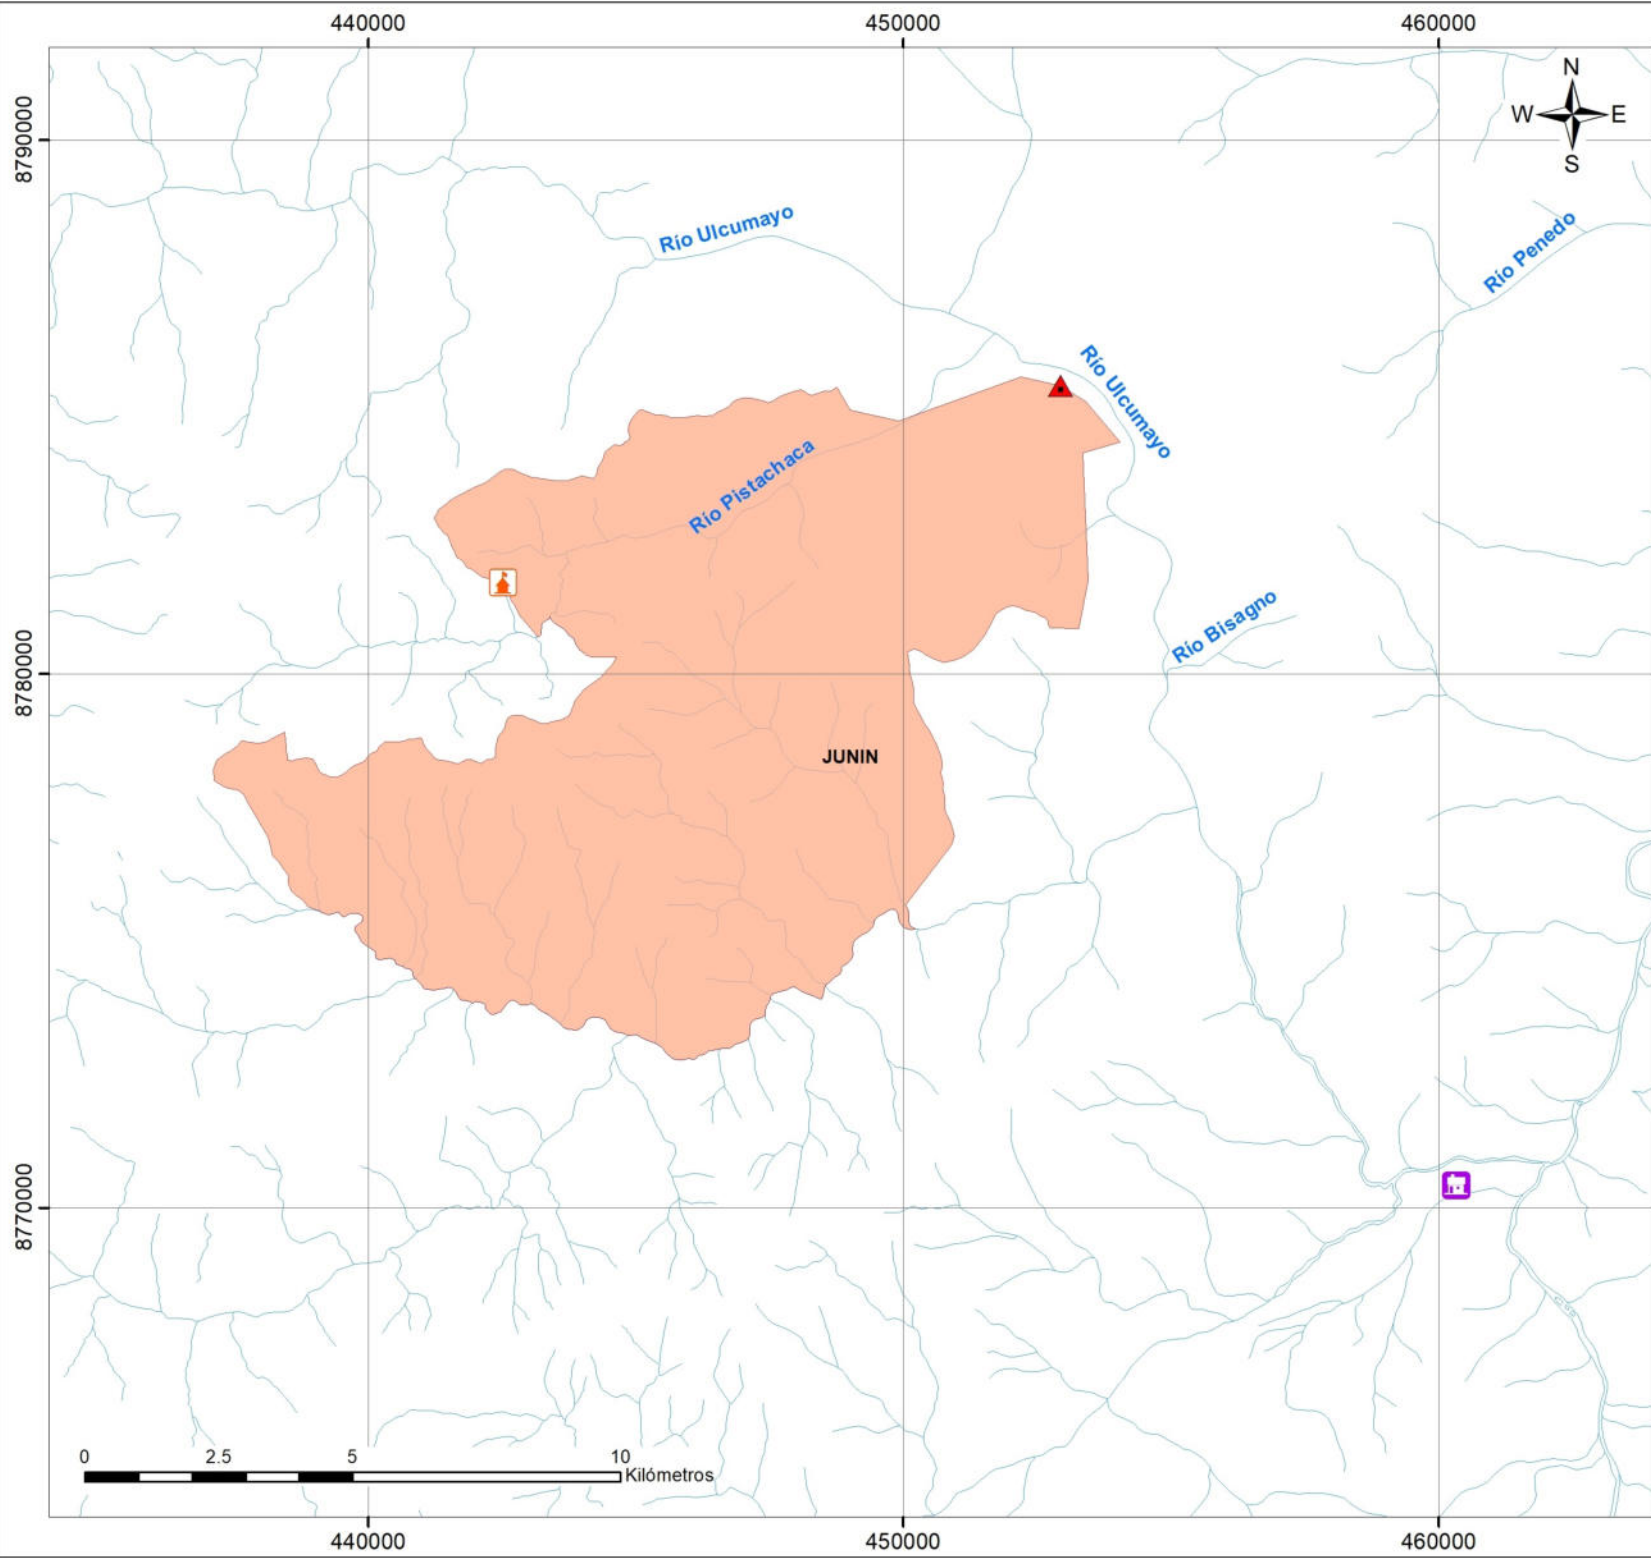 440000 450000 460000
N
W E
S
8790000
Río Ulcumayo
Río Penedo
Río Ulcumayo
Río Pistachaca
Río Bisagno
8780000
JUNIN
8770000
0 2.5 5 10
Kilómetros
440000 450000 460000